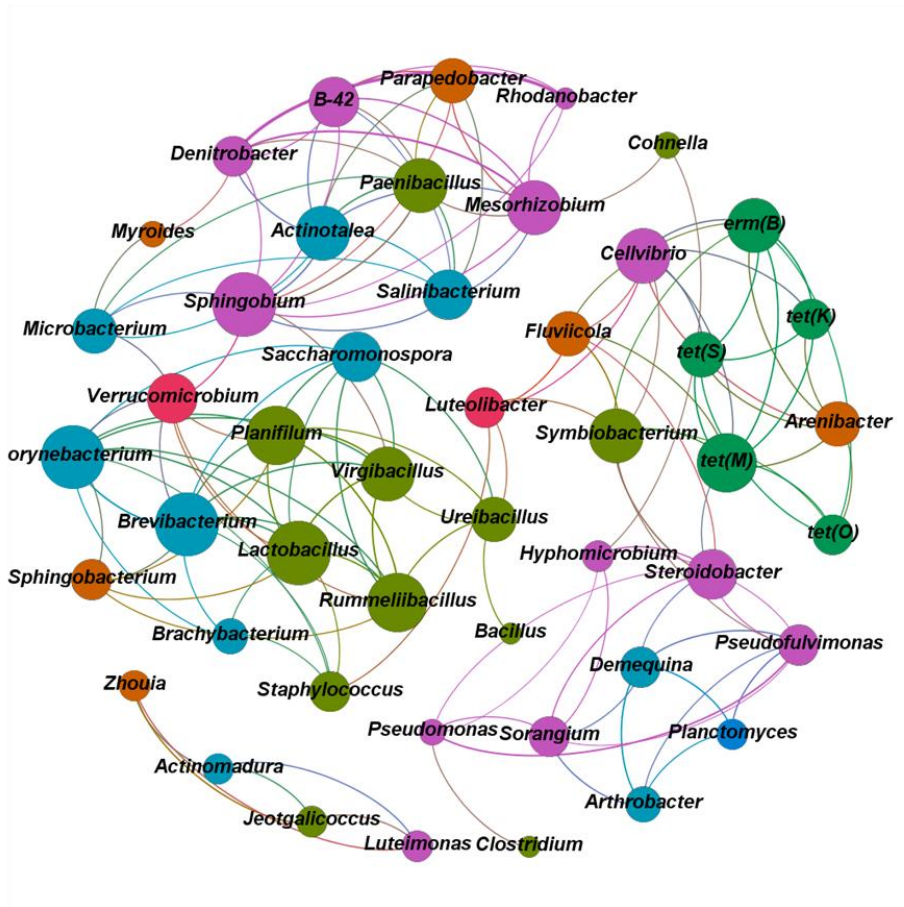 Parapedobacter
B-42
Rhodanobacter
Denitrobacter
Cohnella
Paenibacillus
Mesorhizobium
Myroides
Actinotalea
erm(B)
Cellvibrio
Sphingobium
Salinibacterium
Microbacterium
tet(K)
Fluviicola
Saccharomonospora
tet(S)
Verrucomicrobium
Luteolibacter
Arenibacter
Planifilum
Symbiobacterium
orynebacterium
Virgibacillus
tet(M)
Brevibacterium
Ureibacillus
tet(O)
Lactobacillus
Hyphomicrobium
Sphingobacterium
Steroidobacter
Rummeliibacillus
Brachybacterium
Bacillus
Pseudofulvimonas
Demequina
Zhouia
Staphylococcus
Pseudomonas
Sorangium
Planctomyces
Actinomadura
Arthrobacter
Jeotgalicoccus
Luteimonas
Clostridium